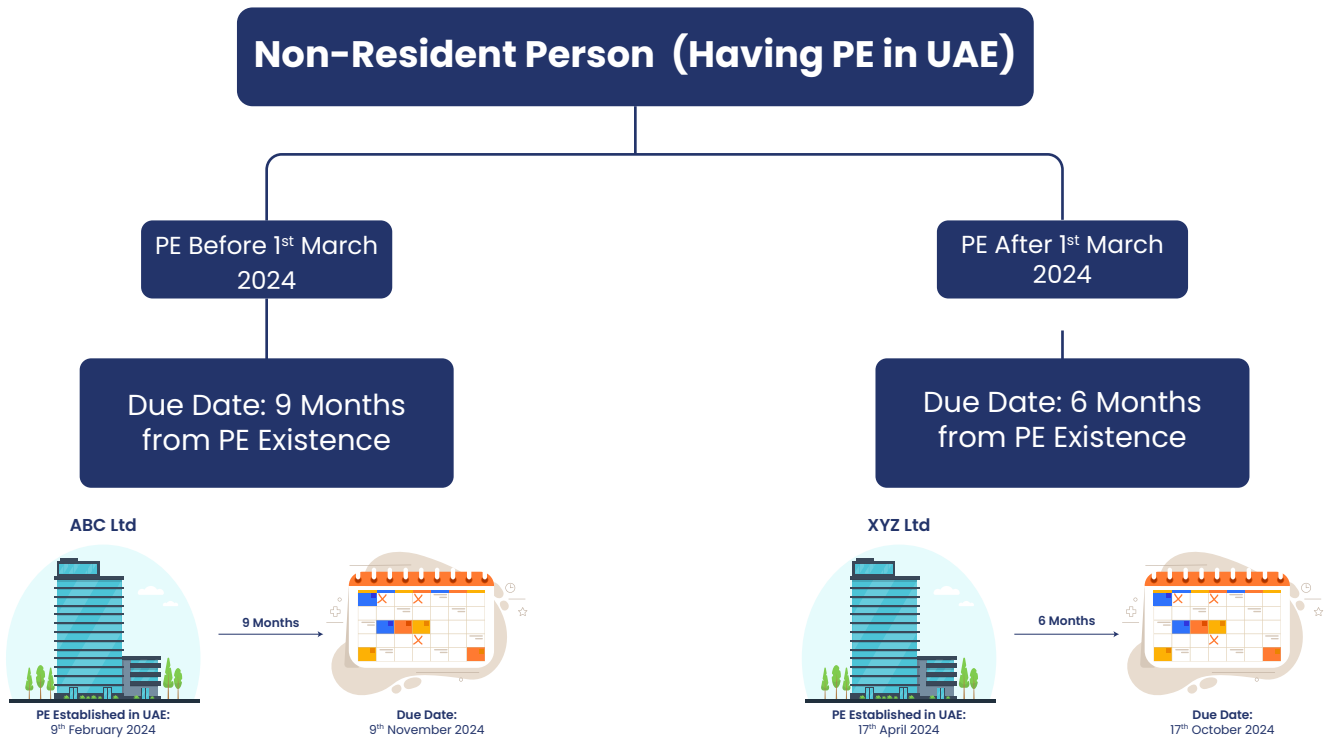 Non-Resident Person (Having PE in UAE)
PE Before 1st March
2024
PE After 1st March
2024
Due Date: 9 Months
from PE Existence
Due Date: 6 Months
from PE Existence
ABC Ltd
9 Months
PE Established in UAE:
9th February 2024
Due Date:
9th November 2024
XYZ Ltd
6 Months
PE Established in UAE:
17th April 2024
Due Date:
17th October 2024